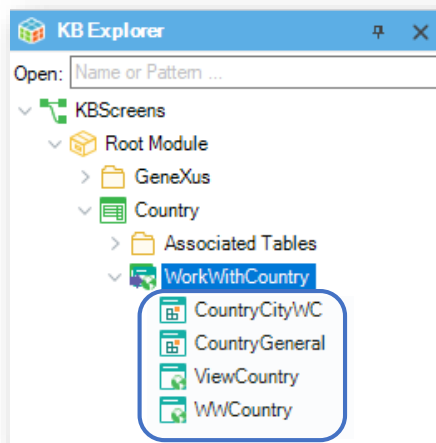 KB Explorer
Open: Name or Pattern ...
KBScreens
Root Module
GeneXus
Country
Associated Tables
WorkWithCountry
CountryCityWC
CountryGeneral
ViewCountry
WWCountry